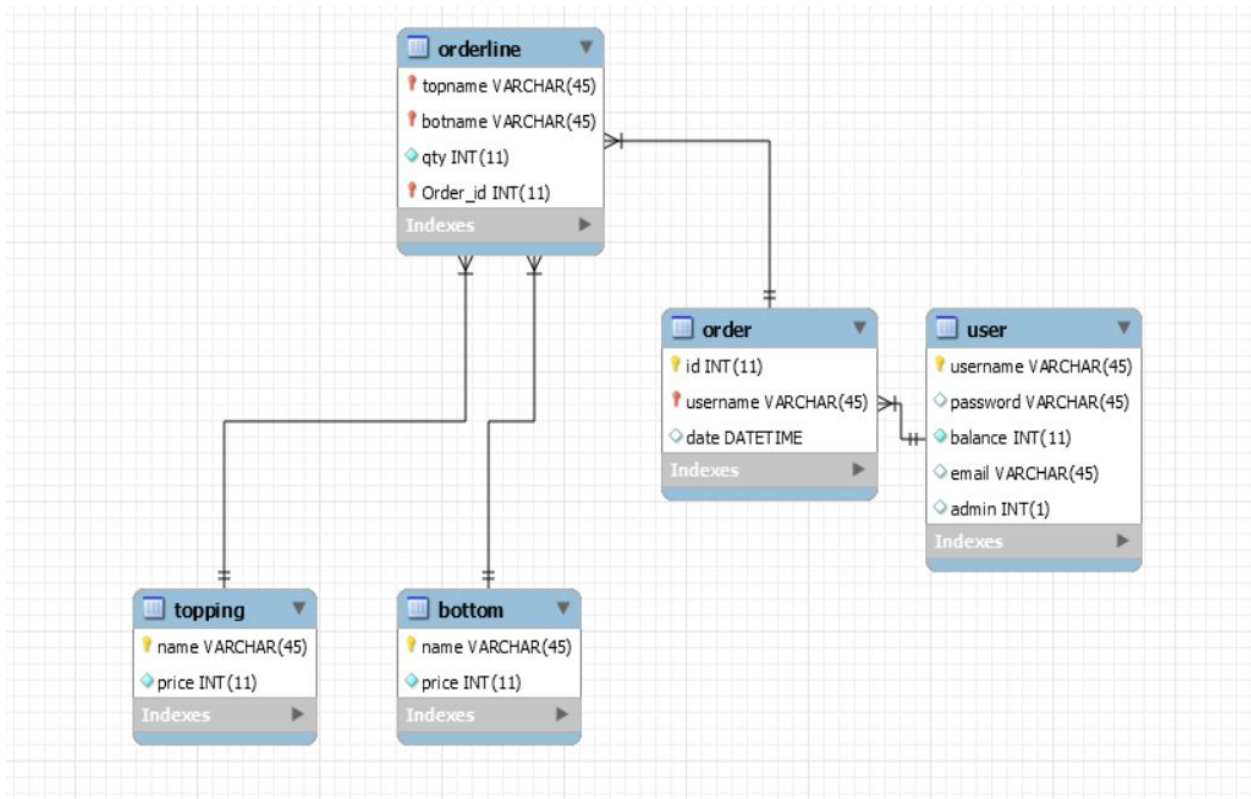 orderline
topname VARCHAR(45)
botname VARCHAR(45)
qty INT(11)
Order_id INT(11)
Indexes
order
id INT(11)
username VARCHAR(45)
date DATETIME
Indexes
user
username VARCHAR(45)
password VARCHAR(45)
balance INT(11)
email VARCHAR(45)
admin INT(1)
Indexes
topping
name VARCHAR(45)
price INT(11)
Indexes
bottom
name VARCHAR(45)
price INT(11)
Indexes